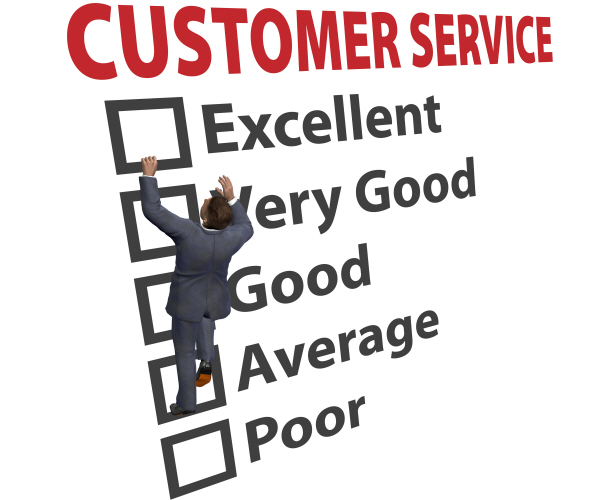 CUSTOMER SERVICE
Excellent
Very Good
Good
Average
Poor